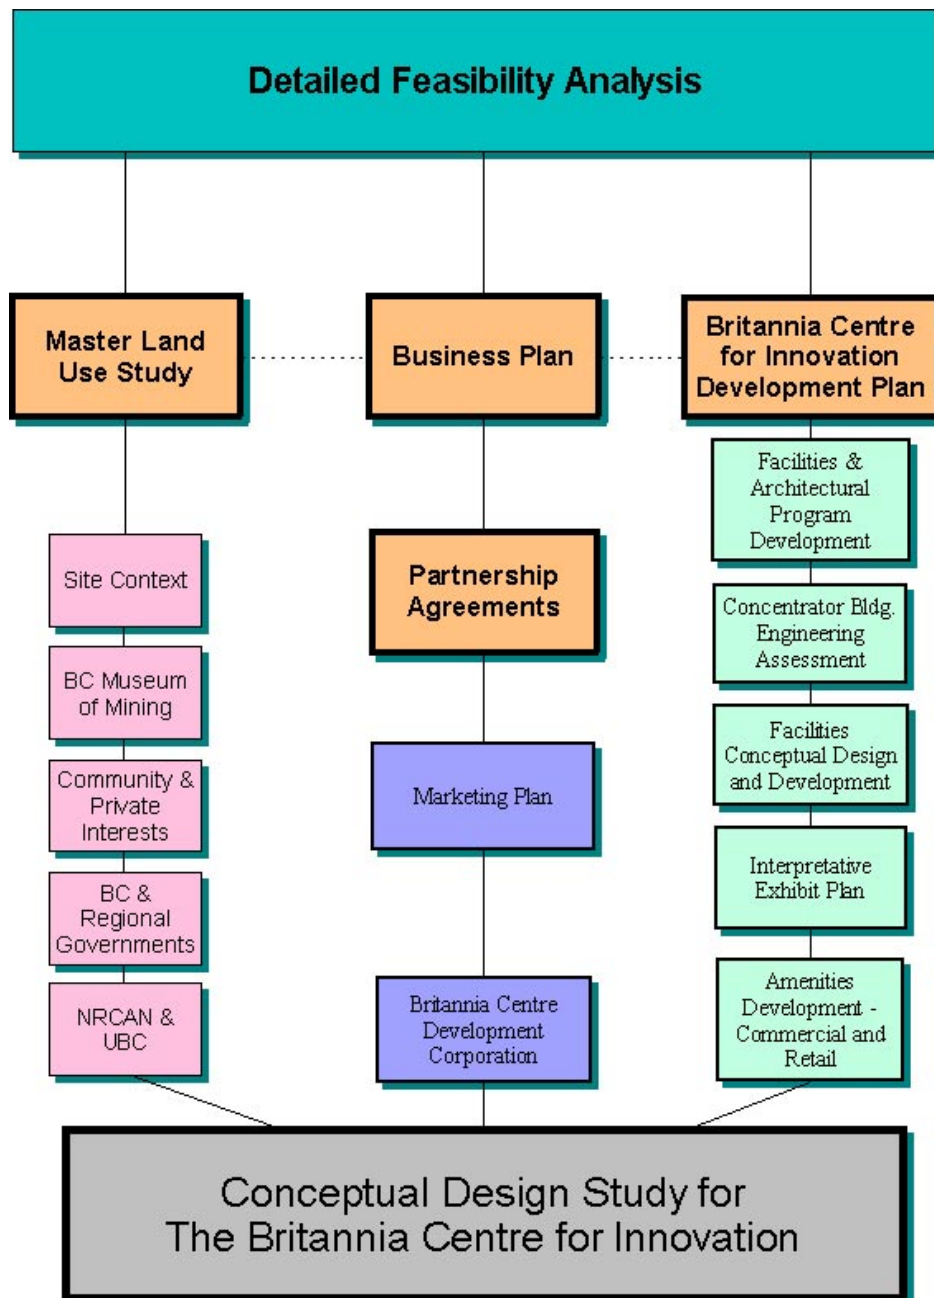 Detailed Feasibility Analysis
Master Land
Use Study
Business Plan
Britannia Centre
for Innovation
Development Plan
Site Context
BC Museum
of Mining
Community &
Private
Interests
BC &
Regional
Governments
NRCAN &
UBC
Partnership
Agreements
Marketing Plan
Britannia Centre
Development
Corporation
Facilities &
Architectural
Program
Development
Concentrator Bldg.
Engineering
Assessment
Facilities
Conceptual Design
and Development
Interpretative
Exhibit Plan
Amenities
Development -
Commercial and
Retail
Conceptual Design Study for
The Britannia Centre for Innovation